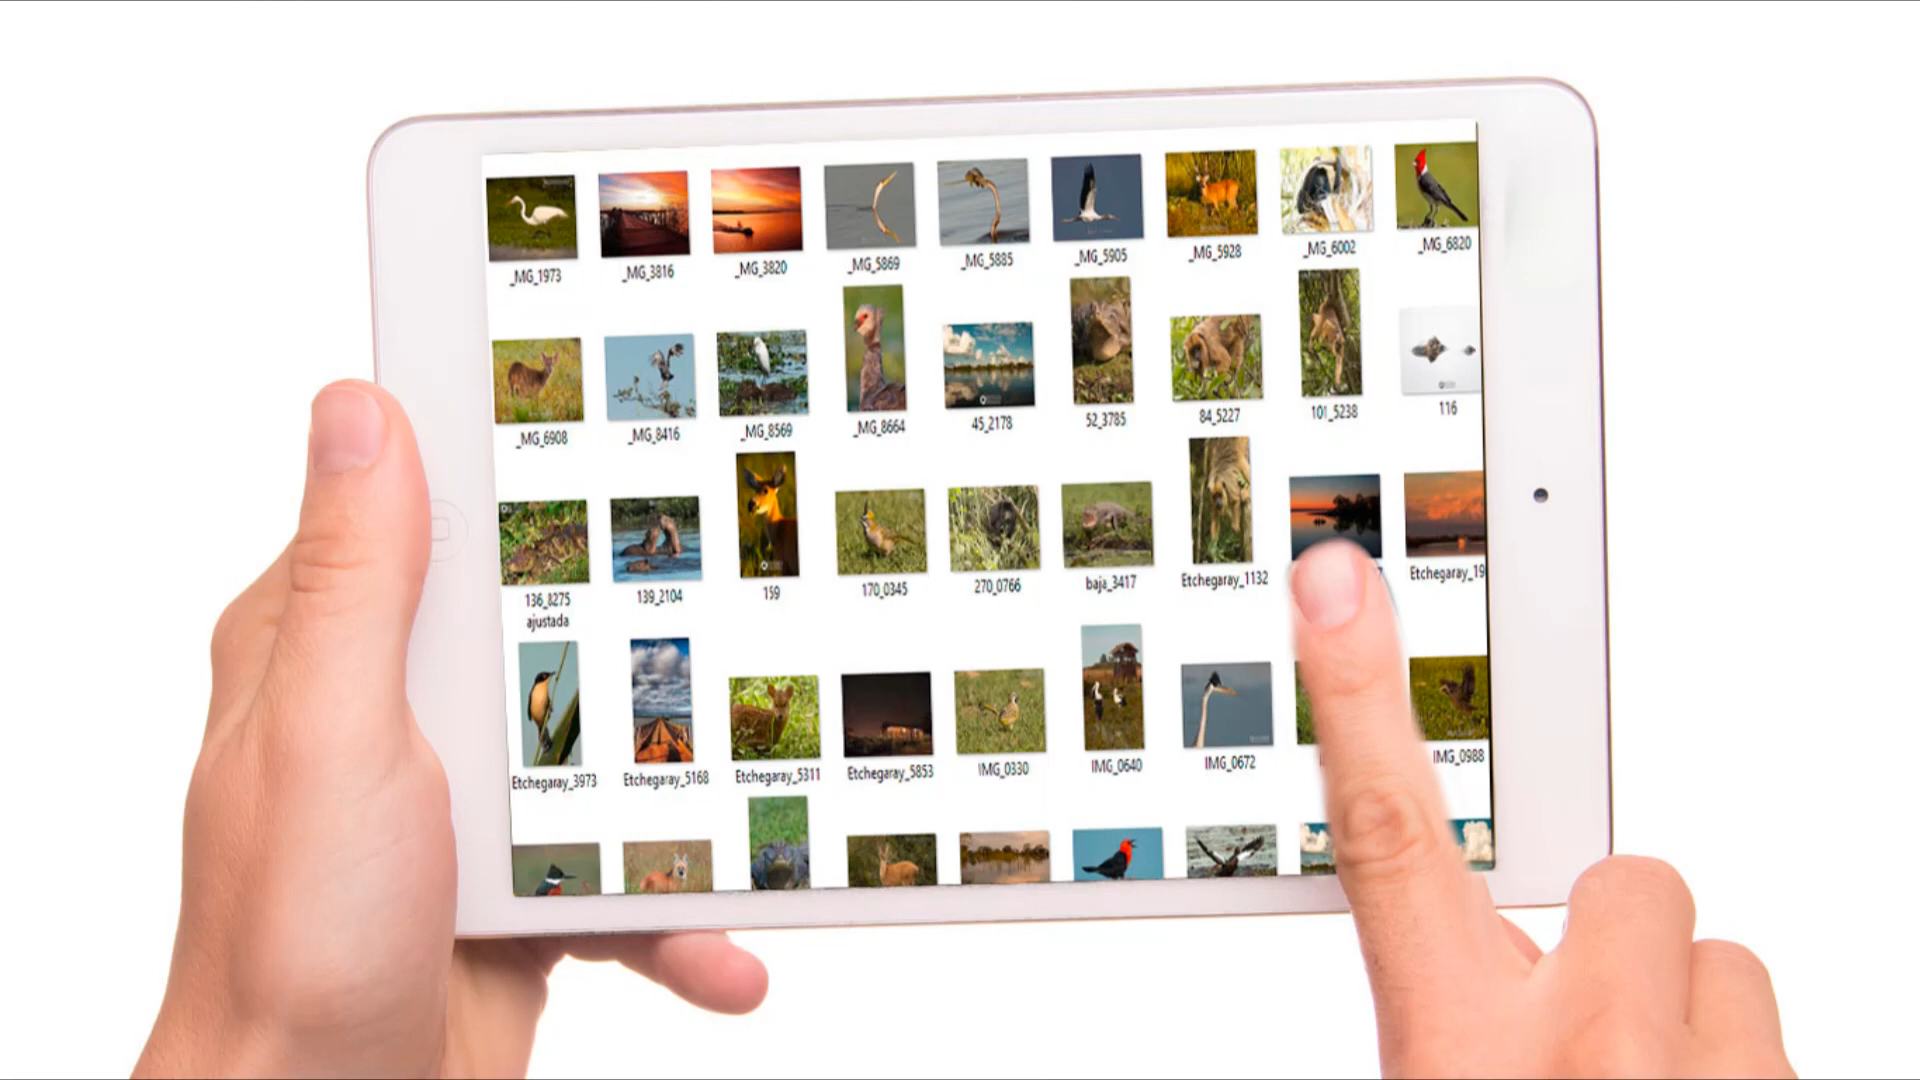 _MG_1973
_MG_3816
_MG_3820
_MG_5869
_MG_5885
_MG_5905
_MG_5928
_MG_6002
_MG_6820
_MG_6908
_MG_8416
_MG_8569
_MG_8664
45_2178
52_3785
84_5227
101_5238
116
136_8275
ajustada
139_2104
159
170_0345
270_0766
baja_3417
Etchegaray_1132
Etchegaray_19
Etchegaray_3973
Etchegaray_5168
Etchegaray_5311
Etchegaray_5853
IMG_0330
IMG_0640
IMG_0672
IMG_0988